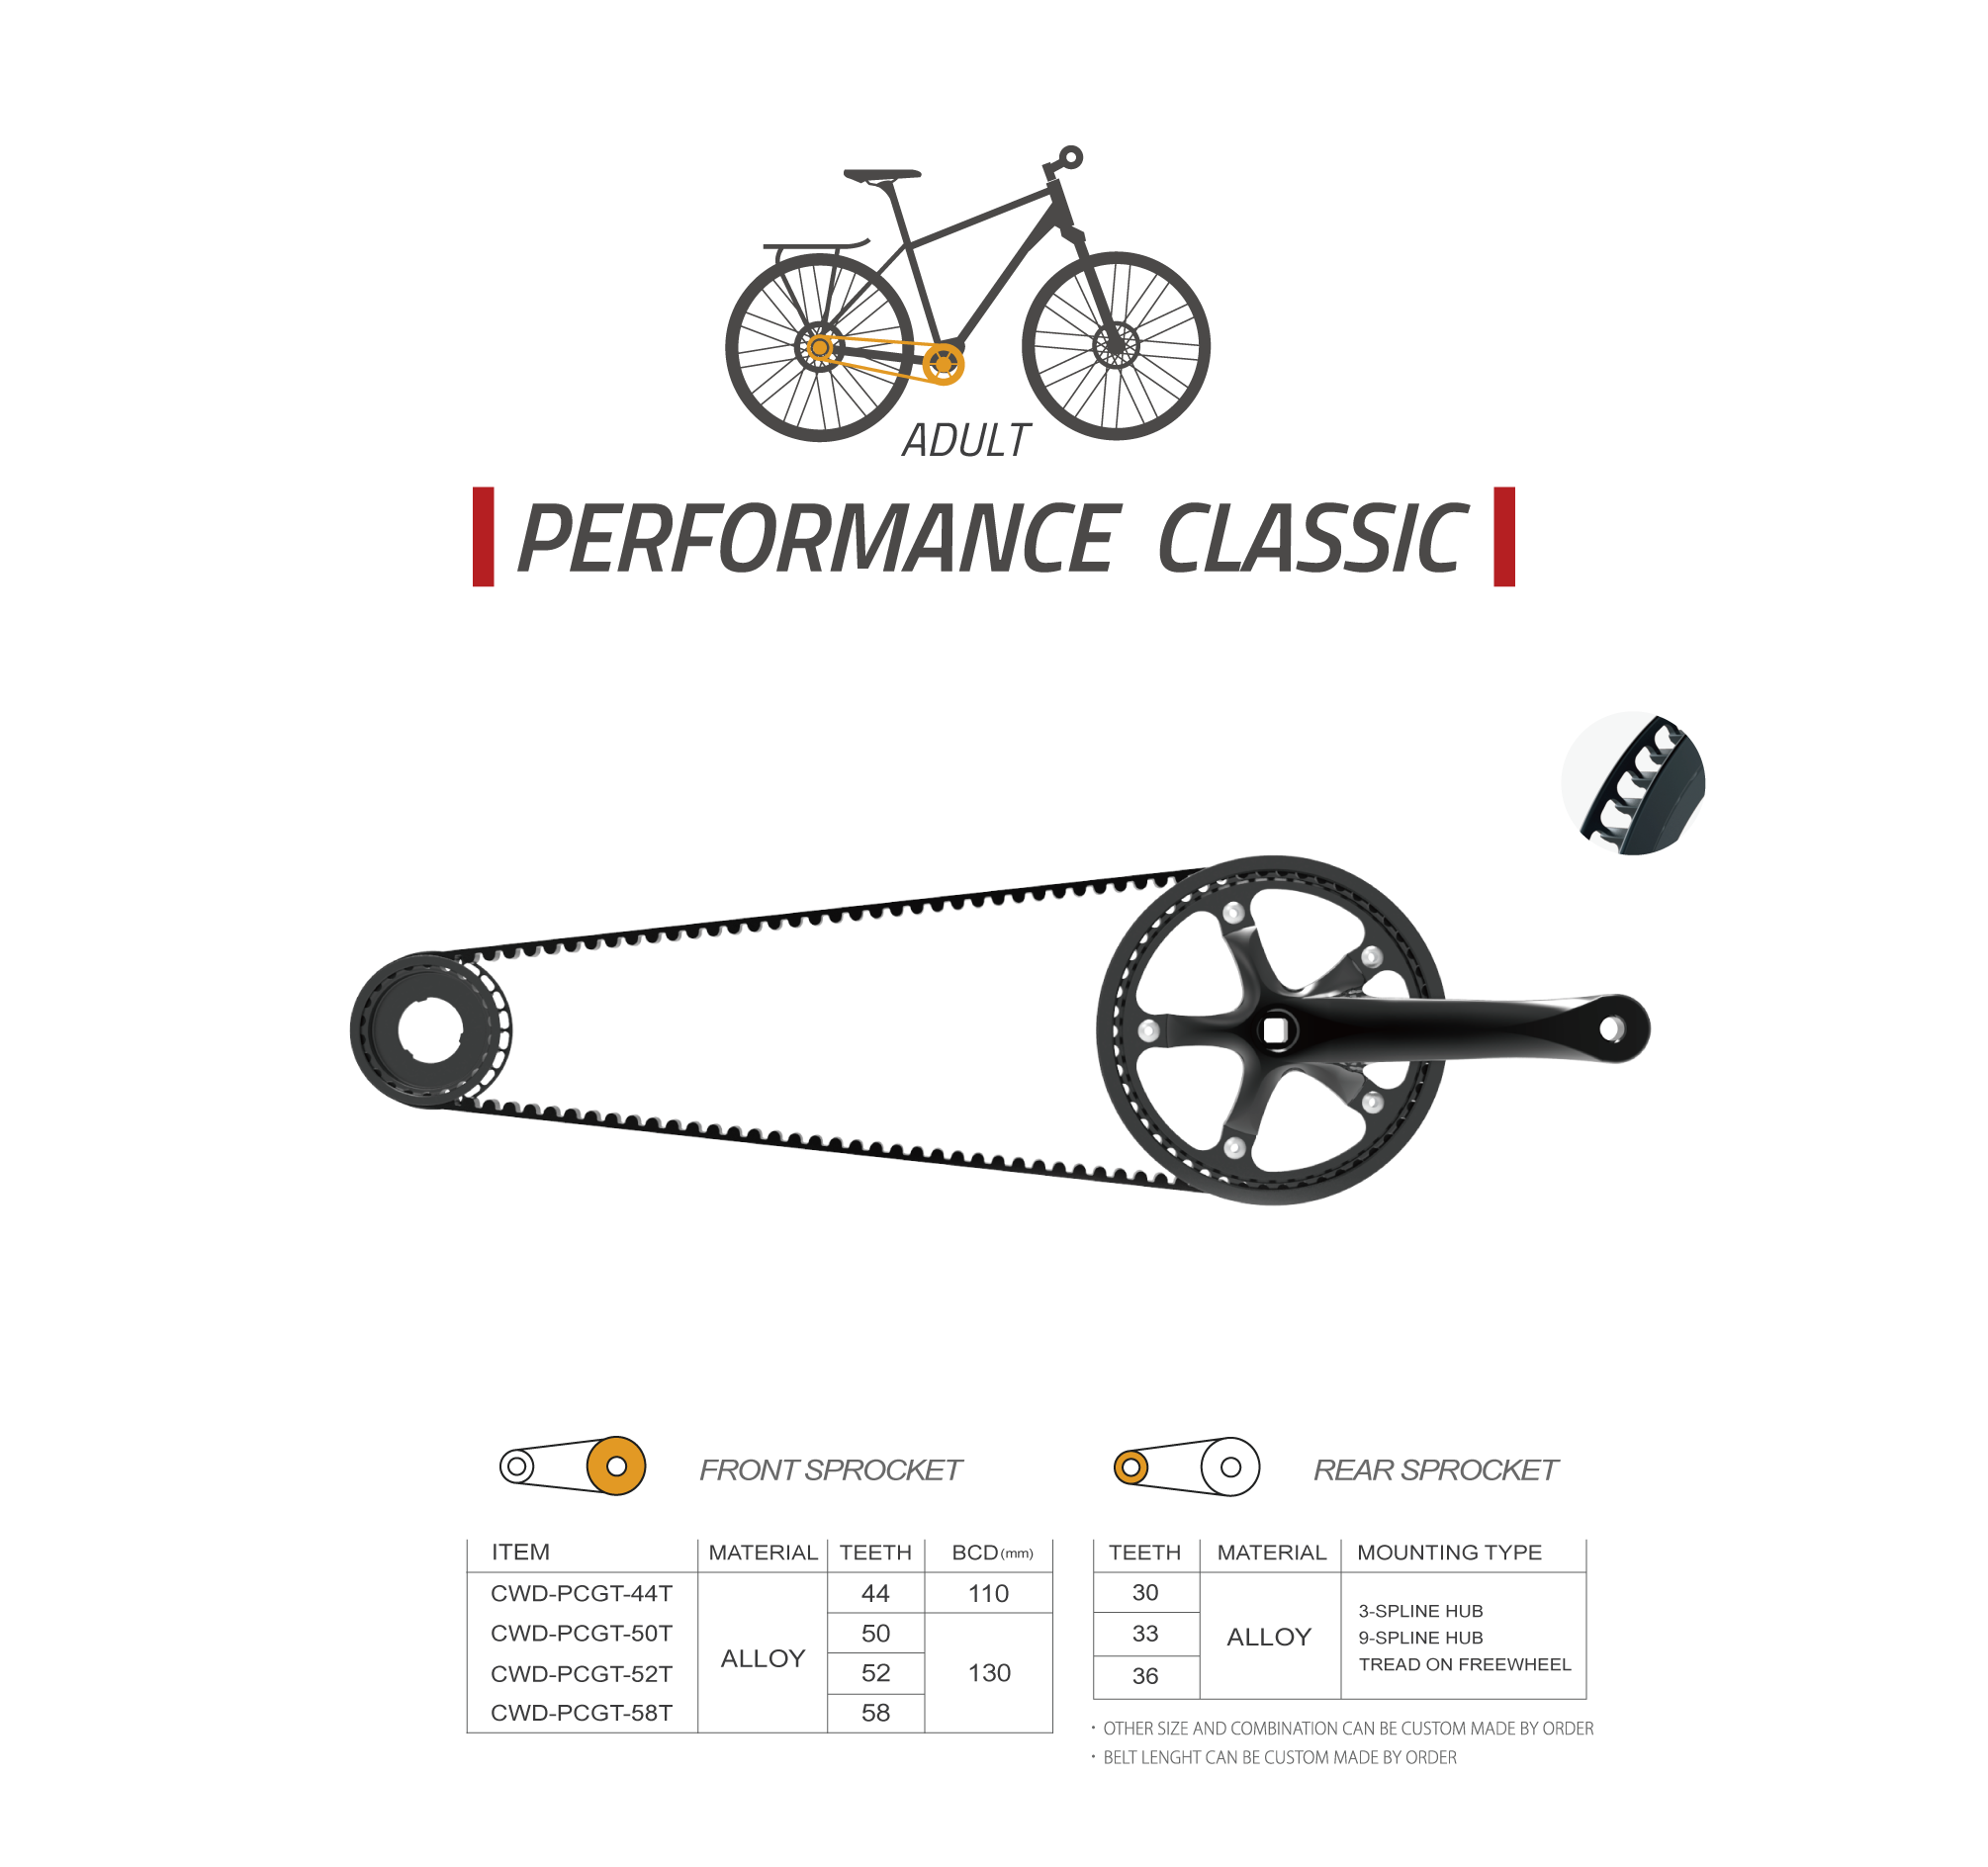 ADULT
PERFORMANCE CLASSIC
FRONT SPROCKET
ITEM MATERIAL TEETH BCD(mm)
CWD-PCGT-44T 44 110
CWD-PCGT-50T 50
ALLOY
CWD-PCGT-52T 52 130
CWD-PCGT-58T 58
REAR SPROCKET
TEETH MATERIAL MOUNTING TYPE
30
33 ALLOY
36
3-SPLINE HUB
9-SPLINE HUB
TREAD ON FREEWHEEL
· OTHER SIZE AND COMBINATION CAN BE CUSTOM MADE BY ORDER
· BELT LENGHT CAN BE CUSTOM MADE BY ORDER